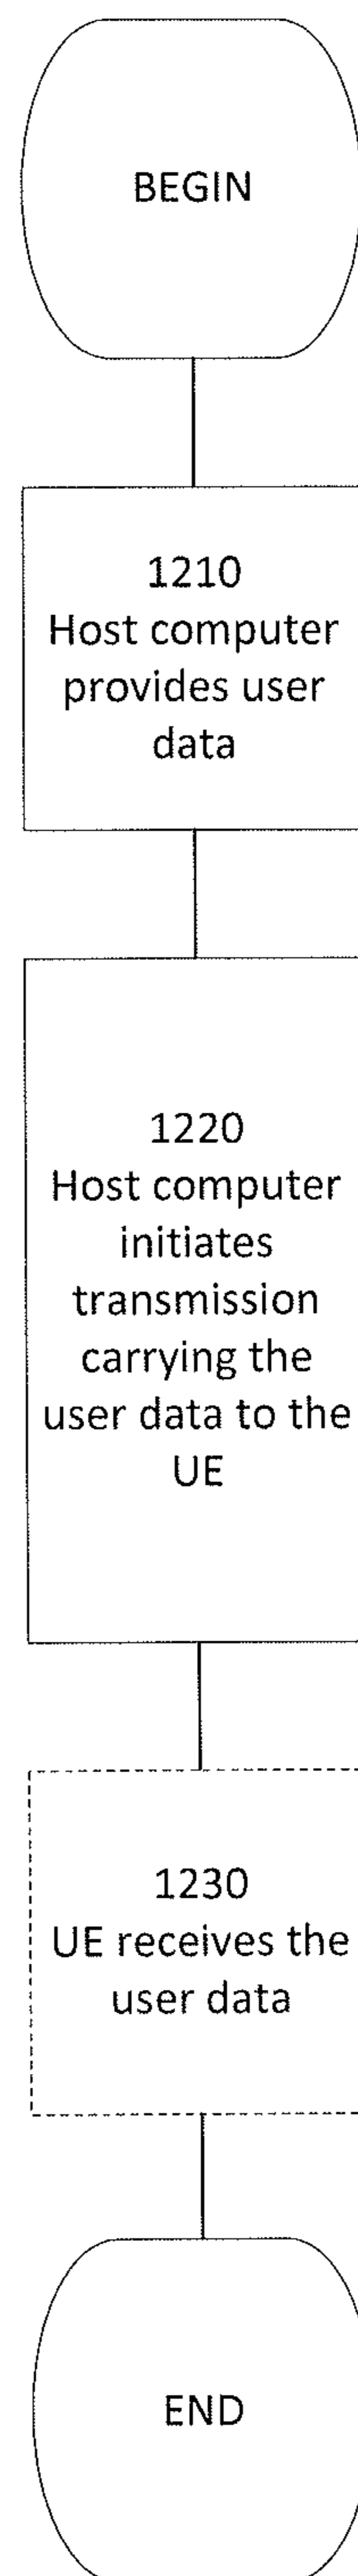 BEGIN
1210
Host computer
provides user
data
1220
Host computer
initiates
transmission
carrying the
user data to the
UE
1230
UE receives the
user data
END